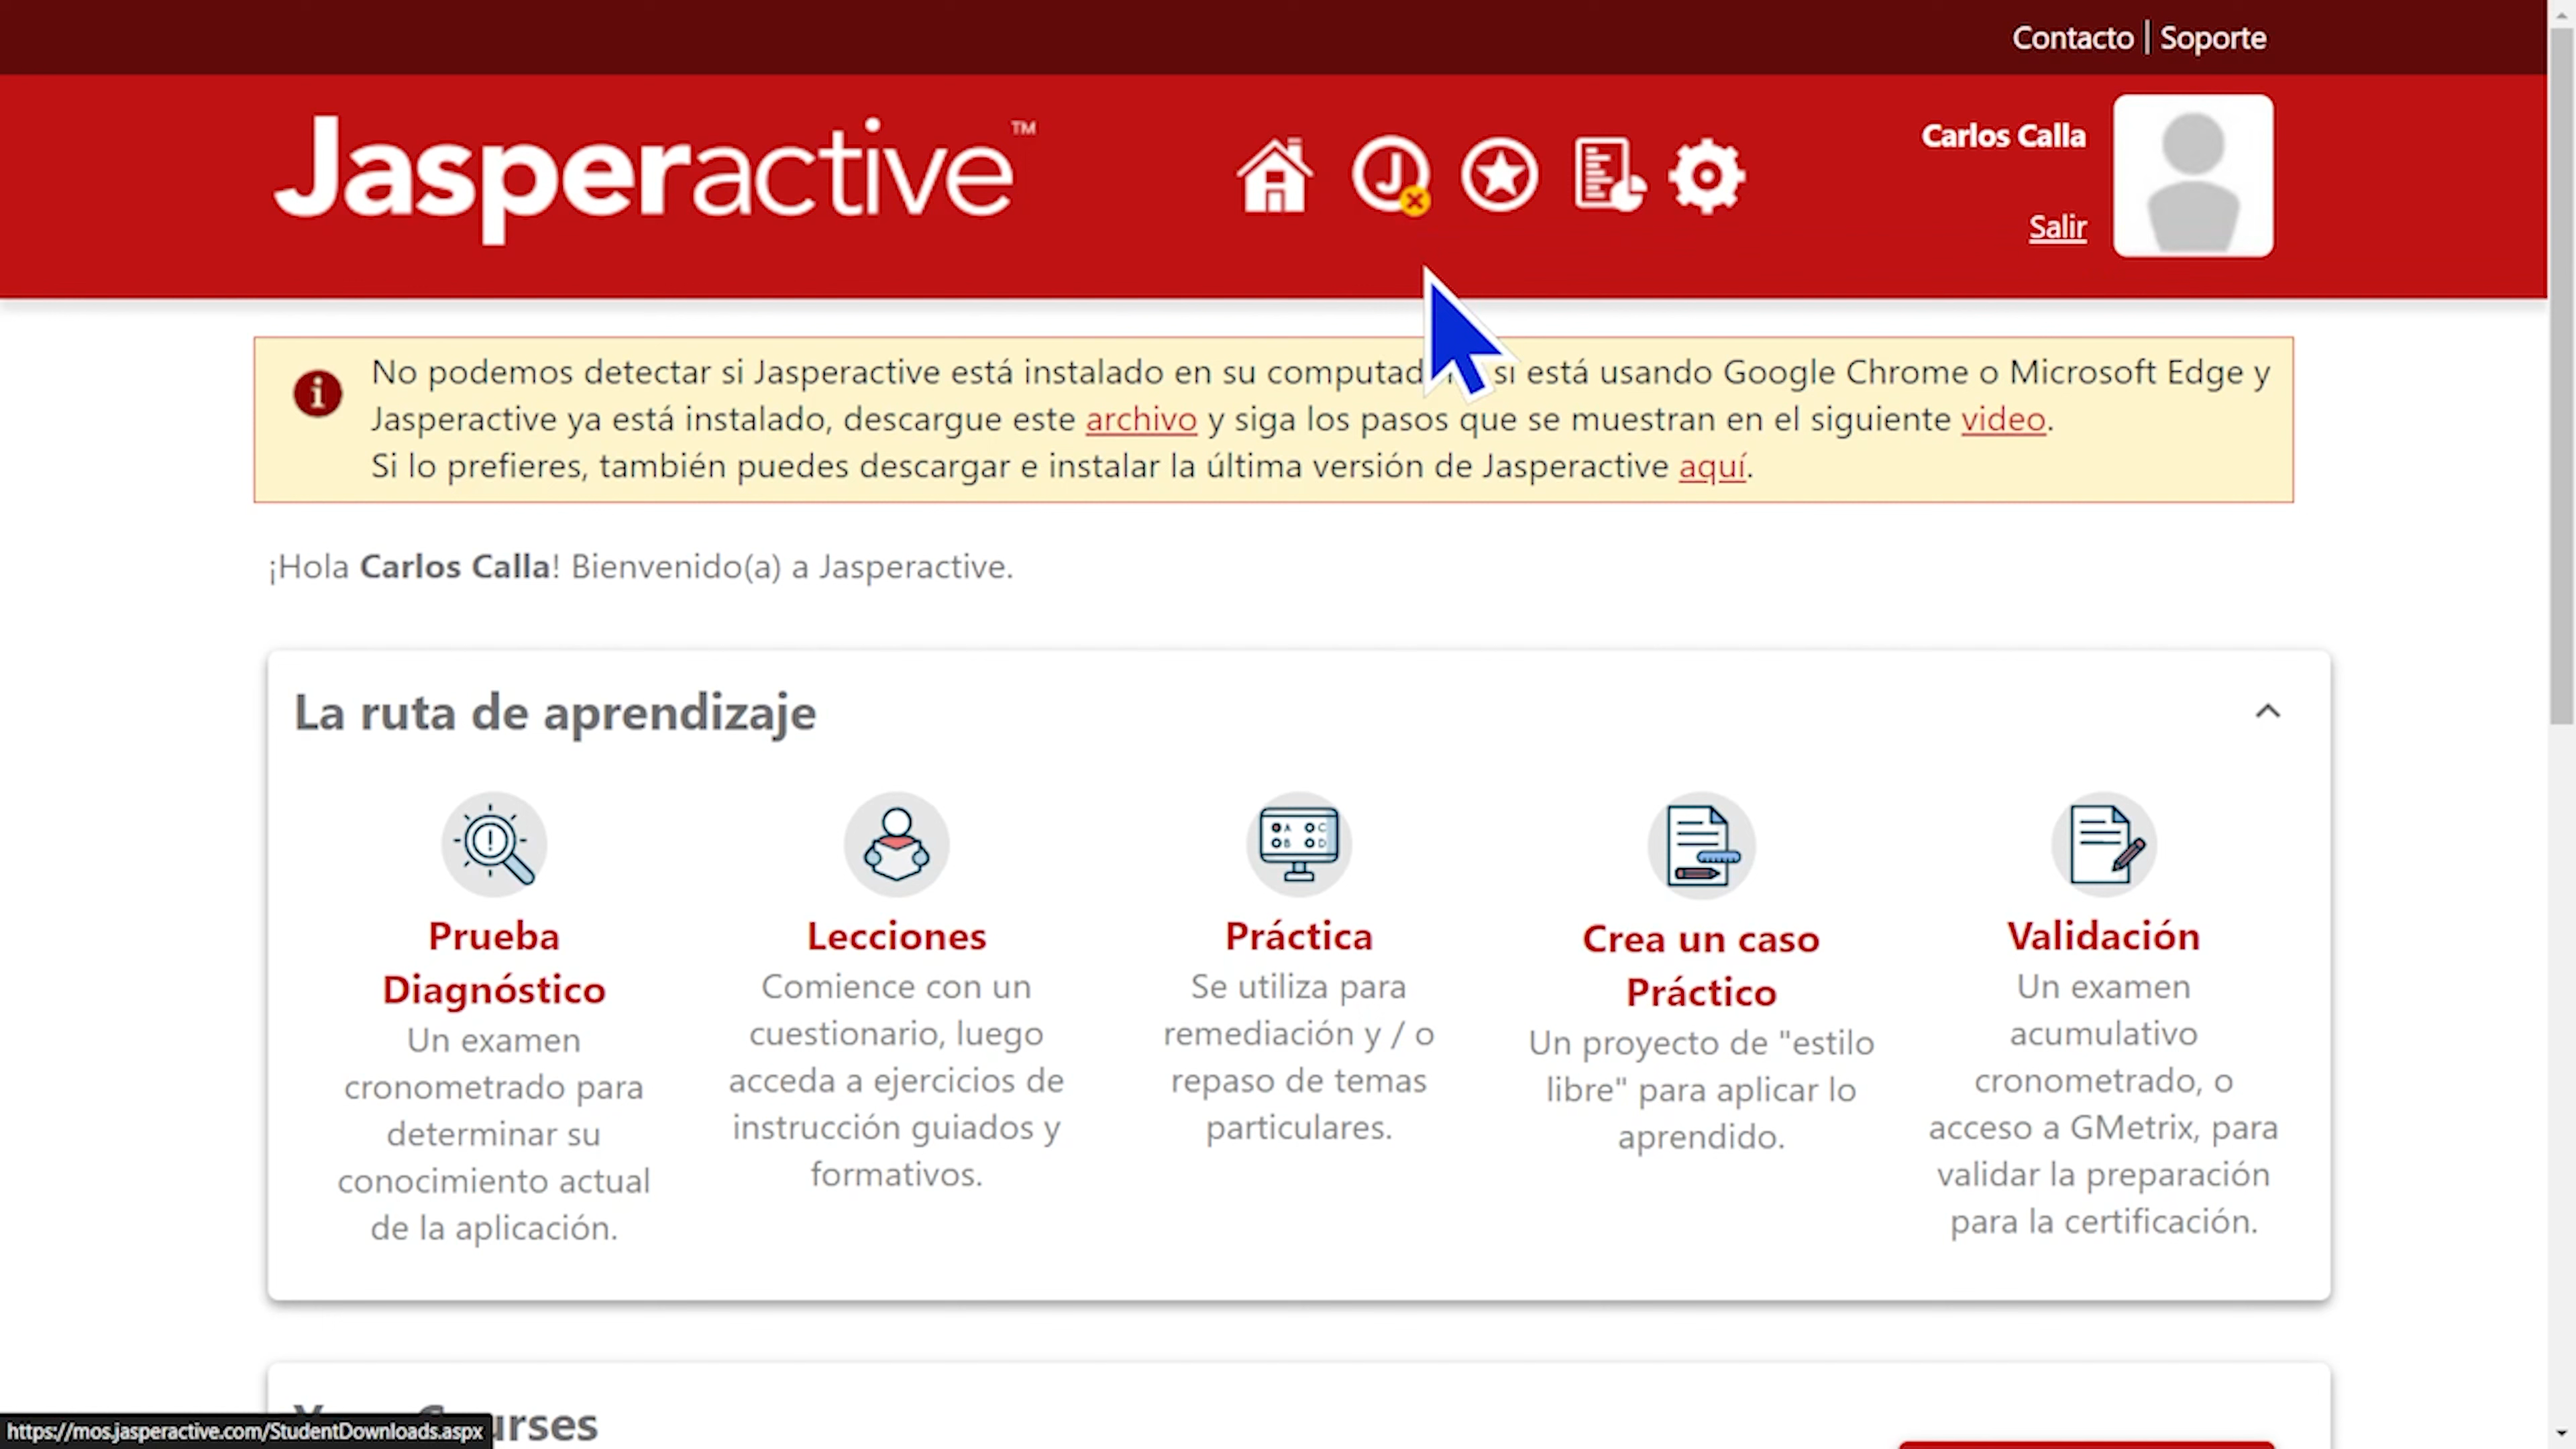 Contacto | Soporte
Jasperactive™
Carlos Calla
Salir
No podemos detectar si Jasperactive está instalado en su si está usando Google Chrome o Microsoft Edge y
Jasperactive ya está instalado, descargue este archivo y siga los pasos que se muestran en el siguiente video.
Si lo prefieres, también puedes descargar e instalar la última versión de Jasperactive aquí.
¡Hola Carlos Calla! Bienvenido(a) a Jasperactive.
La ruta de aprendizaje
Prueba
Diagnóstico
Un examen
cronometrado para
determinar su
conocimiento actual
de la aplicación.
Lecciones
Comience con un
cuestionario, luego
acceda a ejercicios de
instrucción guiados y
formativos.
Práctica
Se utiliza para
remediación y / o
repaso de temas
particulares.
Crea un caso
Práctico
Un proyecto de "estilo
libre" para aplicar lo
aprendido.
Validación
Un examen
acumulativo
cronometrado, o
acceso a GMetrix, para
validar la preparación
para la certificación.
https://mos.jasperactive.com/StudentDownloads.aspx